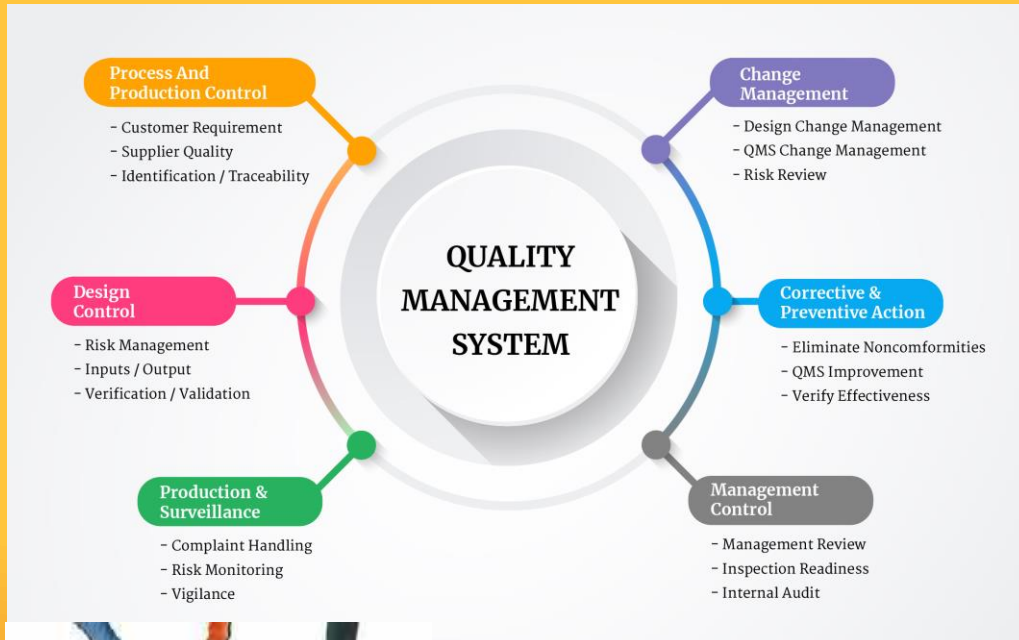 Process And
Production Control
- Customer Requirement
- Supplier Quality
- Identification / Traceability
Design
Control
- Risk Management
- Inputs / Output
- Verification / Validation
Production &
Surveillance
- Complaint Handling
- Risk Monitoring
- Vigilance
QUALITY
MANAGEMENT
SYSTEM
Change
Management
- Design Change Management
- QMS Change Management
- Risk Review
Corrective &
Preventive Action
- Eliminate Noncomformities
- QMS Improvement
- Verify Effectiveness
Management
Control
- Management Review
- Inspection Readiness
- Internal Audit